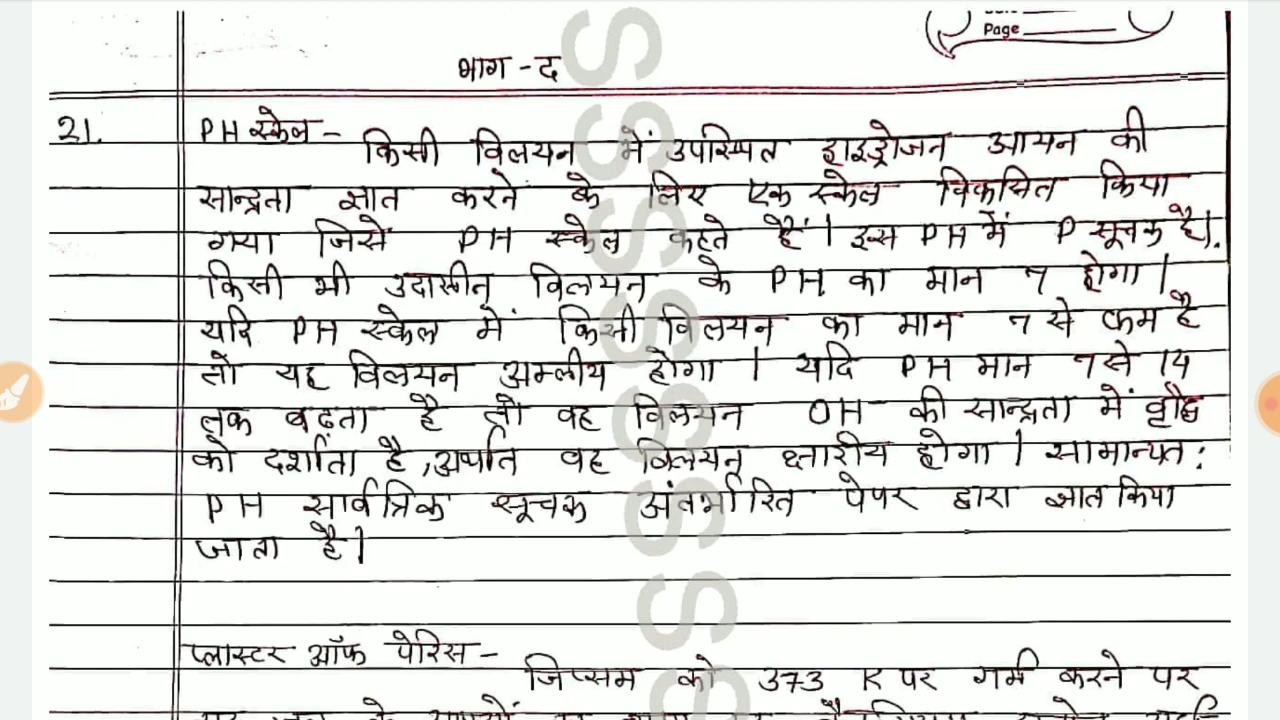 Page
भाग - द
21. PH स्केल -
किसी विलयन में उपस्थित हाइड्रोजन आयन की
सान्द्रता ज्ञात करने के लिए एक स्केल विकसित किया
गया जिसे PH स्केल कहते हैं। इस PH में P सूचक है।
किसी भी उदासीन विलयन के PH का मान 7 होगा।
यदि PH स्केल में किसी विलयन का मान 7 से कम है
तो यह विलयन अम्लीय होगा। यदि PH मान 7 से 14
तक बढता है तो वह विलयन OH की सान्द्रता में वृद्धि
को दर्शाता है, अर्थात वह विलयन क्षारीय होगा। सामान्यत:
PH सार्वत्रिक सूचक अंतर्भारित पेपर द्वारा ज्ञात किया
जाता है।
प्लास्टर ऑफ पेरिस -
जिप्सम को 373 K पर गर्म करने पर
SSSSSSSS